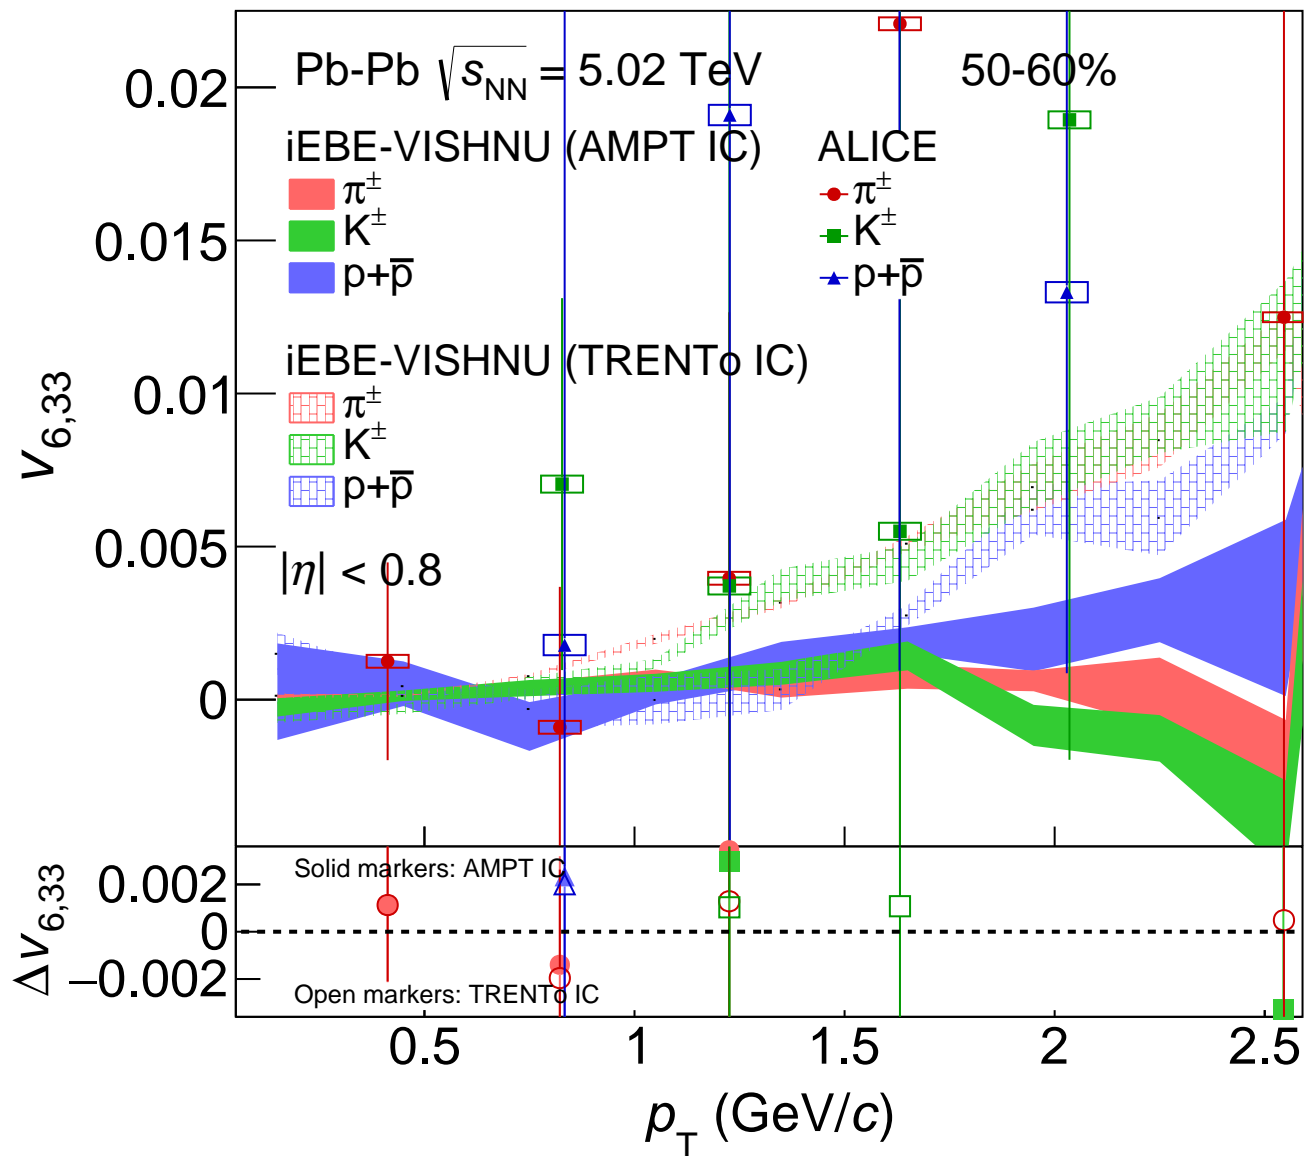 Pb-Pb √sNN = 5.02 TeV 50-60%
iEBE-VISHNU (AMPT IC) ALICE
π± π±
K± K±
p+p̅ p+p̅
iEBE-VISHNU (TRENTo IC)
π±
K±
p+p̅
|η| < 0.8
v6,33
0.02
0.015
0.01
0.005
0
Solid markers: AMPT IC
Open markers: TRENTo IC
Δv6,33
0.002
0
−0.002
0.5 1 1.5 2 2.5
pT (GeV/c)